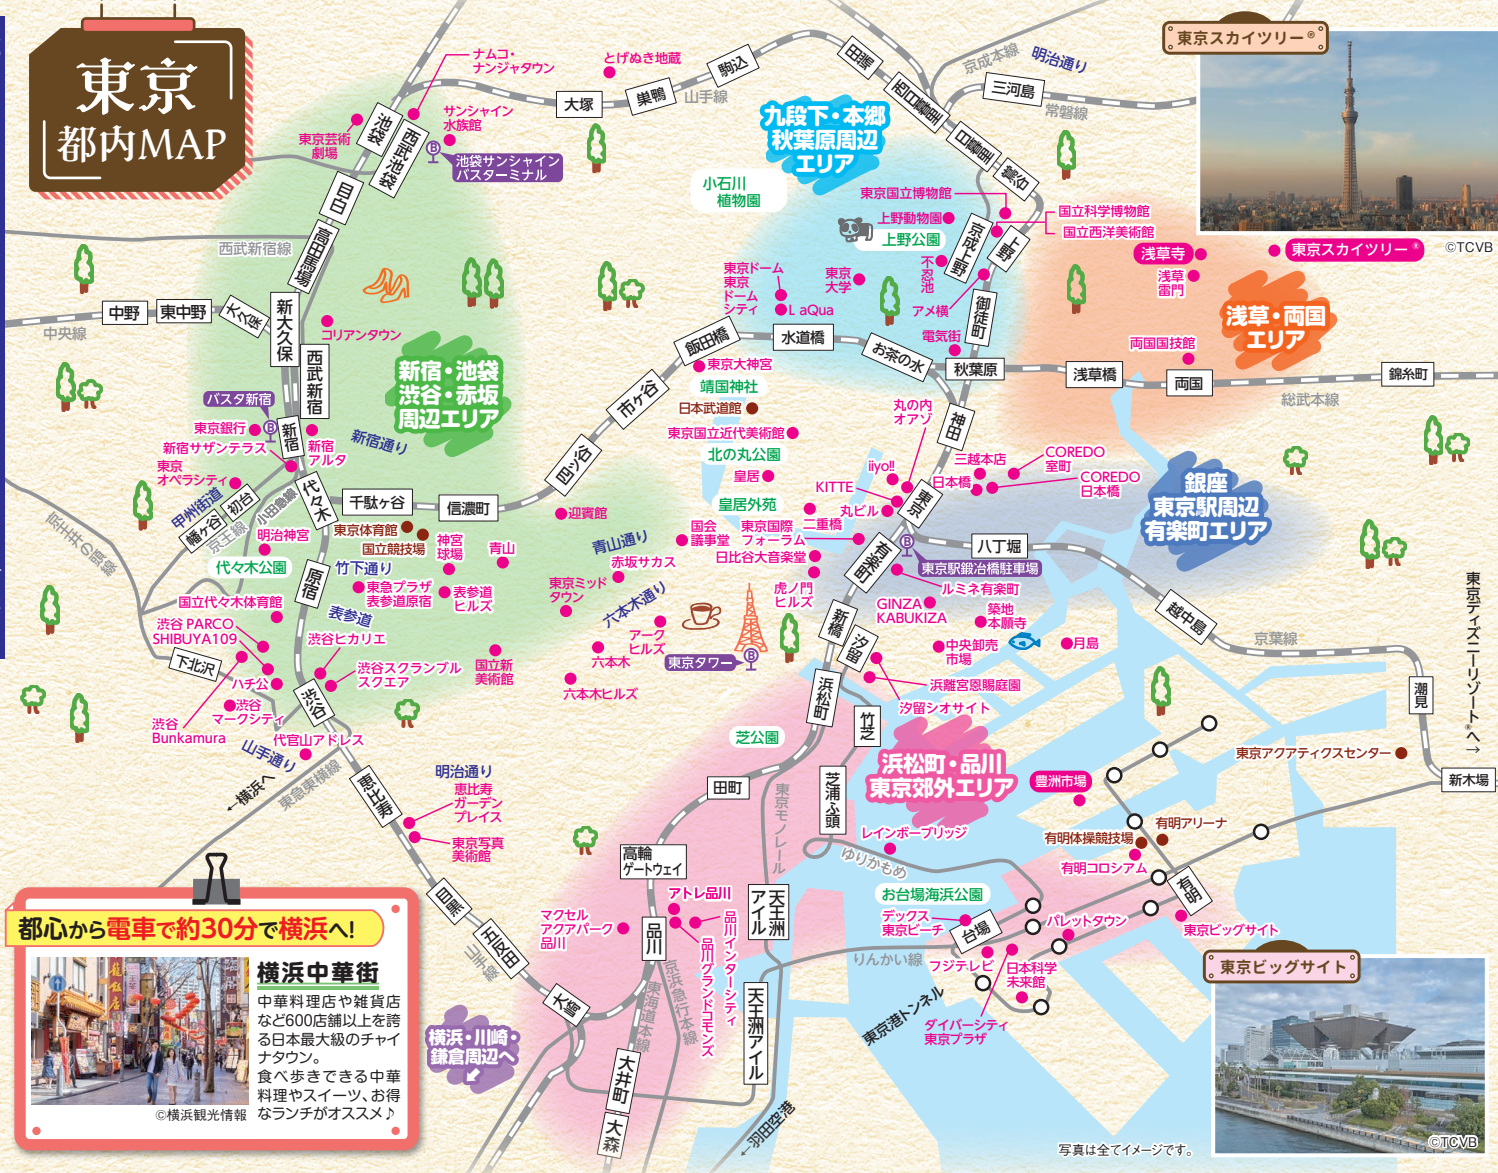 東京
都内MAP
東京スカイツリー®
©TCVB
ナムコ・
ナンジャタウン
とげぬき地蔵
駒込
田端
西日暮里
京成本線
明治通り
三河島
常磐線
大塚
巣鴨
山手線
日暮里
鶯谷
サンシャイン
水族館
池袋
西武池袋
東京芸術
劇場
池袋サンシャイン
バスターミナル
九段下・本郷
秋葉原周辺
エリア
小石川
植物園
東京国立博物館
国立科学博物館
国立西洋美術館
上野動物園
上野公園
京成上野
上野
不忍池
アメ横
御徒町
浅草寺
浅草
雷門
東京スカイツリー®
浅草・両国
エリア
目白
高田馬場
西武新宿線
中野
東中野
大久保
新大久保
中央線
コリアンタウン
西武新宿
新宿・池袋
渋谷・赤坂
周辺エリア
東京ドーム
東京
ドーム
シティ
LaQua
東京
大学
電気街
飯田橋
水道橋
お茶の水
秋葉原
浅草橋
両国国技館
両国
錦糸町
総武本線
東京大神宮
靖国神社
日本武道館
市ヶ谷
東京国立近代美術館
北の丸公園
皇居
皇居外苑
丸の内
オアゾ
神田
バスタ新宿
東京銀行
新宿サザンテラス
新宿
新宿
アルタ
新宿通り
東京
オペラシティ
甲州街道
初台
幡ヶ谷
京王線
小田急線
代々木
千駄ヶ谷
信濃町
四ツ谷
iiyo!!
KITTE
丸ビル
東京
三越本店
日本橋
COREDO
室町
COREDO
日本橋
銀座
東京駅周辺
有楽町エリア
京王井の頭線
明治神宮
代々木公園
東京体育館
国立競技場
神宮
球場
青山
迎賓館
国会
議事堂
東京国際
フォーラム
二重橋
日比谷大音楽堂
有楽町
八丁堀
東京駅鍛冶橋駐車場
ルミネ有楽町
青山通り
赤坂サカス
原宿
竹下通り
東急プラザ
表参道原宿
表参道
ヒルズ
表参道
東京ミッド
タウン
六本木通り
虎ノ門
ヒルズ
GINZA
KABUKIZA
築地
本願寺
新橋
汐留
越中島
京葉線
国立代々木体育館
渋谷 PARCO
SHIBUYA109
渋谷ヒカリエ
下北沢
ハチ公
渋谷スクランブル
スクエア
渋谷
マークシティ
渋谷
国立新
美術館
アーク
ヒルズ
六本木
六本木ヒルズ
東京タワー
中央卸売
市場
月島
浜離宮恩賜庭園
汐留シオサイト
浜松町
竹芝
潮見
東京ディズニーリゾート®へ→
渋谷
Bunkamura
山手通り
代官山アドレス
東急東横線
←横浜へ
恵比寿
明治通り
恵比寿
ガーデン
プレイス
東京写真
美術館
芝公園
田町
東京モノレール
芝浦ふ頭
浜松町・品川
東京郊外エリア
豊洲市場
東京アクアティクスセンター
新木場
レインボーブリッジ
ゆりかもめ
有明体操競技場
有明アリーナ
有明コロシアム
有明
高輪
ゲートウェイ
お台場海浜公園
デックス
東京ビーチ
台場
パレットタウン
東京ビッグサイト
目黒
五反田
山手線
大崎
マクセル
アクアパーク
品川
アトレ品川
品川
品川インターシティ
品川グランドコモンズ
天王洲
アイル
りんかい線
フジテレビ
日本科学
未来館
ダイバーシティ
東京プラザ
東京港トンネル
京浜急行本線
東海道本線
天王洲アイル
大井町
大森
←羽田空港
横浜・川崎・
鎌倉周辺へ
↙
都心から電車で約30分で横浜へ!
横浜中華街
中華料理店や雑貨店
など600店舗以上を誇
る日本最大級のチャイ
ナタウン。
食べ歩きできる中華
料理やスイーツ、お得
なランチがオススメ♪
©横浜観光情報
東京ビッグサイト
©TCVB
写真は全てイメージです。